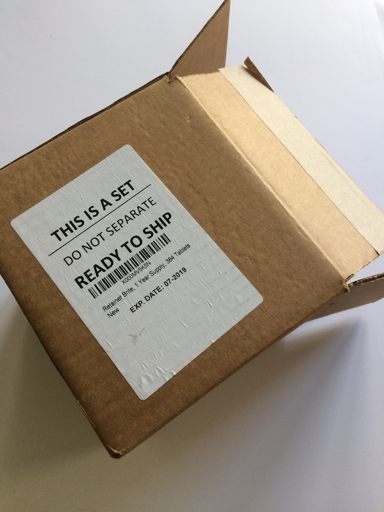 THIS IS A SET
DO NOT SEPARATE
READY TO SHIP
Retainer Brite, 1 Year Supply, 384 Tablets
New
EXP. DATE: 07-2019